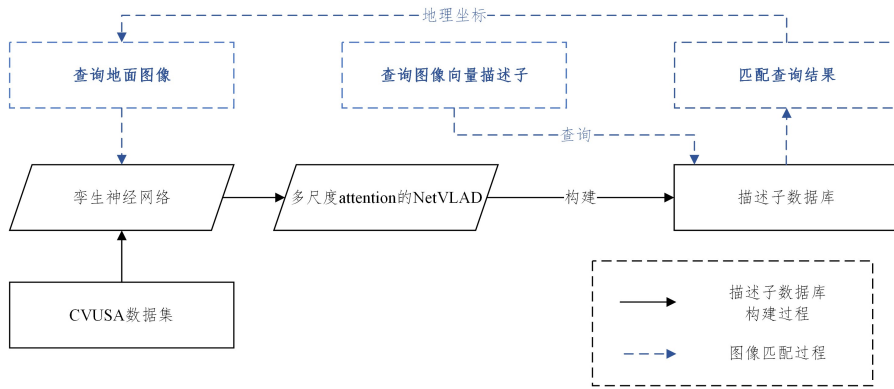 地理坐标
查询地面图像
查询图像向量描述子
匹配查询结果
查询
孪生神经网络
多尺度attention的NetVLAD
构建
描述子数据库
CVUSA数据集
描述子数据库
构建过程
图像匹配过程